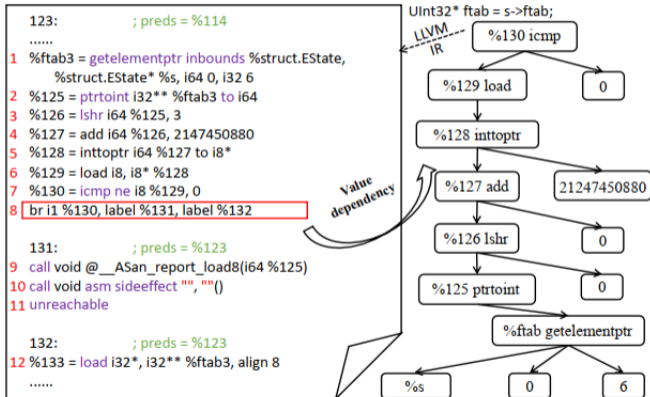 123: ; preds = %114
......
1 %ftab3 = getelementptr inbounds %struct.EState,
%struct.EState* %s, i64 0, i32 6
2 %125 = ptrtoint i32** %ftab3 to i64
3 %126 = lshr i64 %125, 3
4 %127 = add i64 %126, 2147450880
5 %128 = inttoptr i64 %127 to i8*
6 %129 = load i8, i8* %128
7 %130 = icmp ne i8 %129, 0
8 br i1 %130, label %131, label %132
131: ; preds = %123
9 call void @__ASan_report_load8(i64 %125)
10 call void asm sideeffect "", ""()
11 unreachable
132: ; preds = %123
12 %133 = load i32*, i32** %ftab3, align 8
......
UInt32* ftab = s->ftab;
LLVM
IR
Value
dependency
%130 icmp
%129 load
0
%128 inttoptr
%127 add
21247450880
%126 lshr
0
%125 ptrtoint
0
%ftab getelementptr
%s
0
6